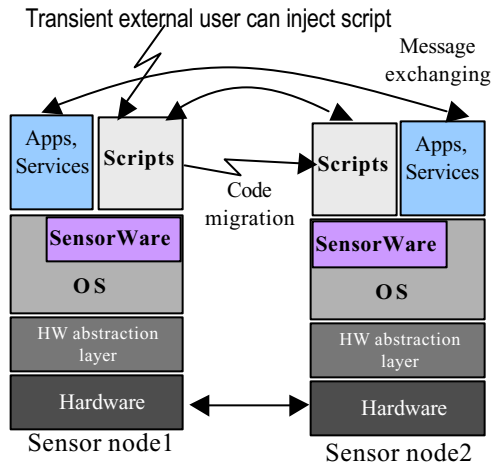 Transient external user can inject script
Message
exchanging
Apps,
Services
Scripts
Scripts
Apps,
Services
Code
migration
SensorWare
OS
SensorWare
OS
HW abstraction
layer
HW abstraction
layer
Hardware
Hardware
Sensor node1
Sensor node2